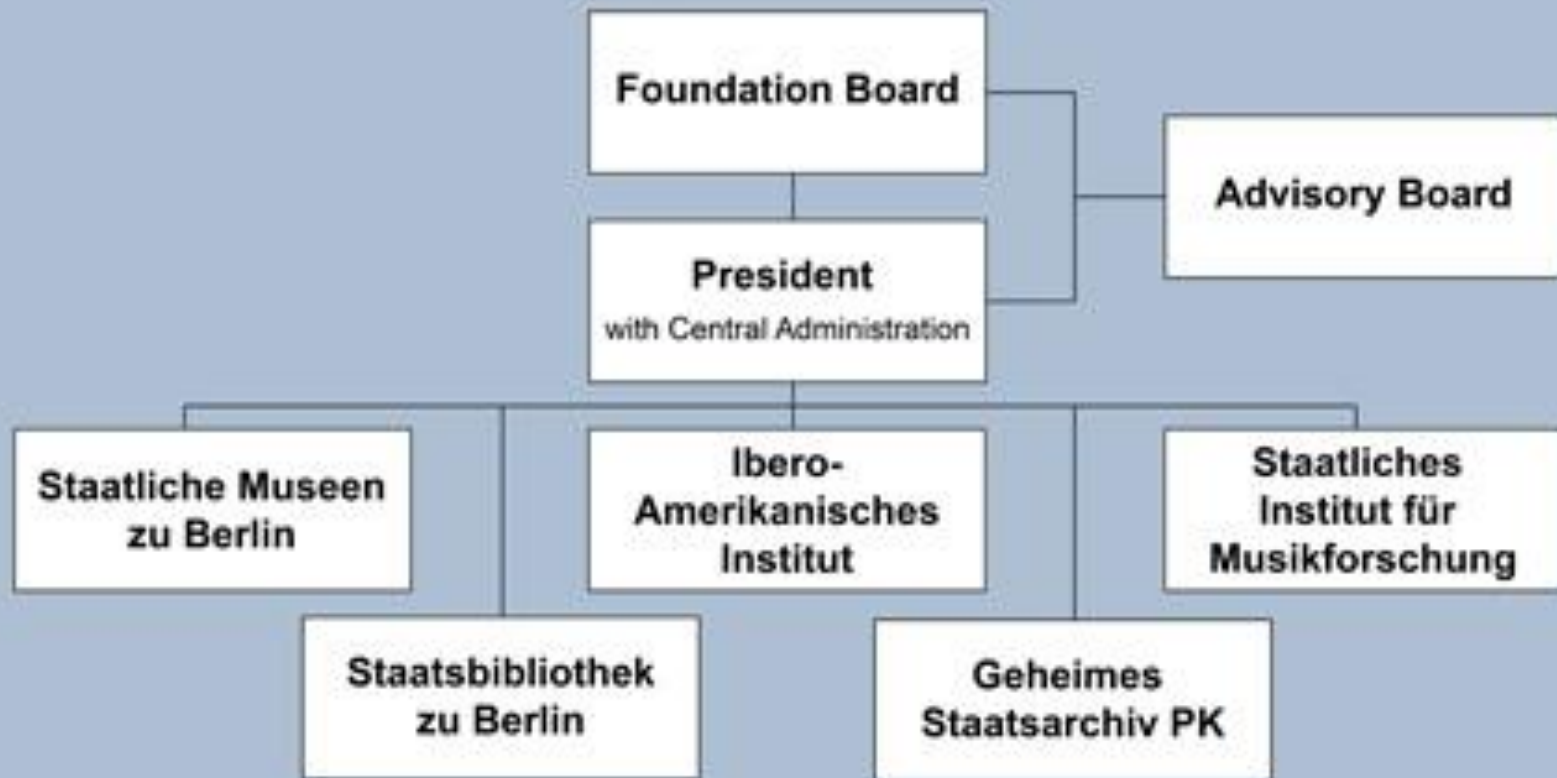 Foundation Board
Advisory Board
President
with Central Administration
Staatliche Museen
zu Berlin
Ibero-
Amerikanisches
Institut
Staatliches
Institut für
Musikforschung
Staatsbibliothek
zu Berlin
Geheimes
Staatsarchiv PK